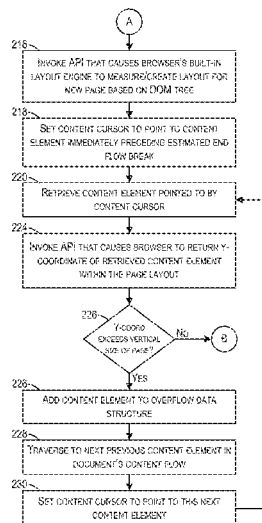 A
216
INVOKE API THAT CAUSES BROWSER'S BUILT-IN
LAYOUT ENGINE TO MEASURE/CREATE LAYOUT FOR
NEW PAGE BASED ON DOM TREE
218
SET CONTENT CURSOR TO POINT TO CONTENT
ELEMENT IMMEDIATELY PRECEDING ESTIMATED END
FLOW BREAK
220
RETRIEVE CONTENT ELEMENT POINTED TO BY
CONTENT CURSOR
224
INVOKE API THAT CAUSES BROWSER TO RETURN Y-
COORDINATE OF RETRIEVED CONTENT ELEMENT
WITHIN THE PAGE LAYOUT
226
Y-COORD
EXCEEDS VERTICAL
SIZE OF PAGE?
NO
B
YES
226
ADD CONTENT ELEMENT TO OVERFLOW DATA
STRUCTURE
228
TRAVERSE TO NEXT PREVIOUS CONTENT ELEMENT IN
DOCUMENT'S CONTENT FLOW
230
SET CONTENT CURSOR TO POINT TO THIS NEXT
CONTENT ELEMENT